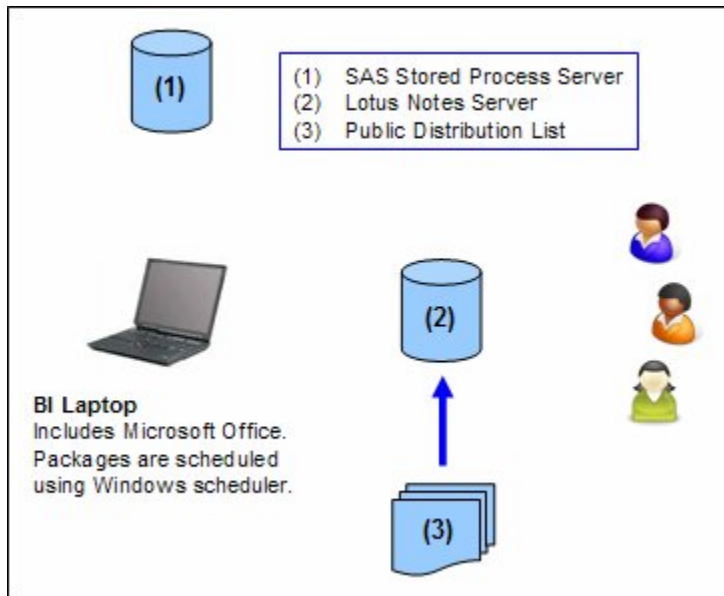 (1)
(1) SAS Stored Process Server
(2) Lotus Notes Server
(3) Public Distribution List
(2)
BI Laptop
Includes Microsoft Office.
Packages are scheduled
using Windows scheduler.
(3)